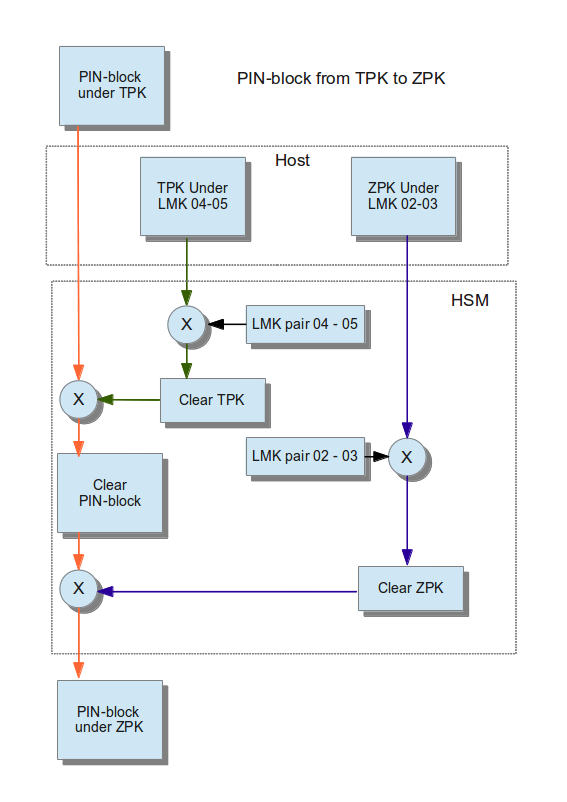 PIN-block
under TPK
PIN-block from TPK to ZPK
Host
TPK Under
LMK 04-05
ZPK Under
LMK 02-03
HSM
X
LMK pair 04 - 05
Clear TPK
X
LMK pair 02 - 03
X
Clear
PIN-block
X
Clear ZPK
PIN-block
under ZPK